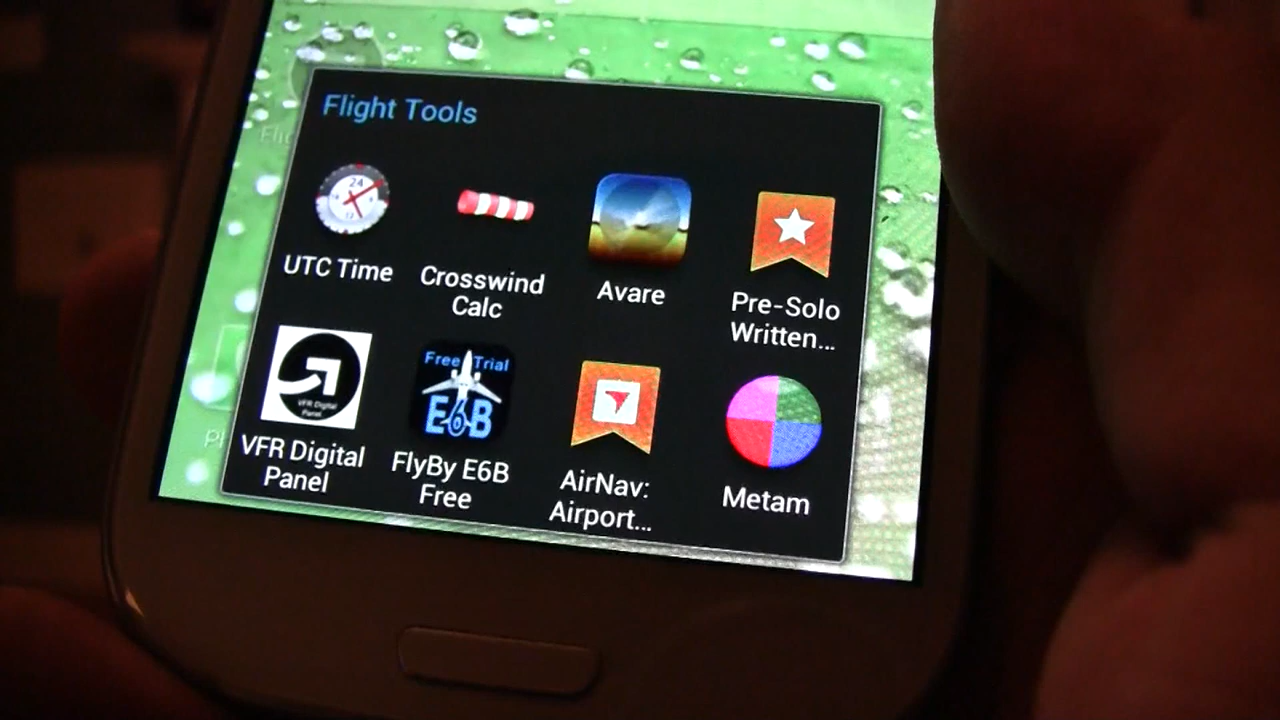 Flight Tools
24
UTC Time
Crosswind
Calc
Avare
Pre-Solo
Written...
VFR Digital
Panel
VFR Digital
Panel
Free Trial
E6B
FlyBy E6B
Free
AirNav:
Airport...
Metam